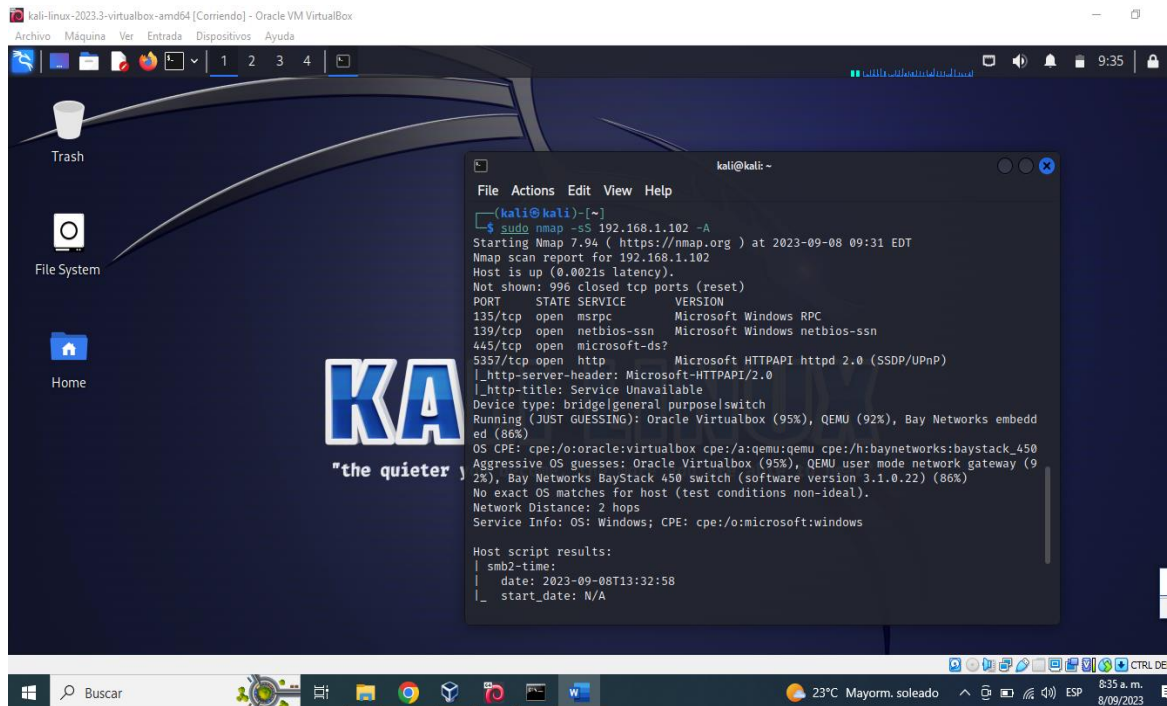 kali-linux-2023.3-virtualbox-amd64 [Corriendo] - Oracle VM VirtualBox
Archivo Máquina Ver Entrada Dispositivos Ayuda
1 2 3 4
9:35
Trash
File System
Home
KA
"the quieter y
kali@kali: ~
File Actions Edit View Help
┌──(kali㉿kali)-[~]
└─$ sudo nmap -sS 192.168.1.102 -A
Starting Nmap 7.94 ( https://nmap.org ) at 2023-09-08 09:31 EDT
Nmap scan report for 192.168.1.102
Host is up (0.0021s latency).
Not shown: 996 closed tcp ports (reset)
PORT     STATE SERVICE       VERSION
135/tcp  open  msrpc         Microsoft Windows RPC
139/tcp  open  netbios-ssn   Microsoft Windows netbios-ssn
445/tcp  open  microsoft-ds?
5357/tcp open  http          Microsoft HTTPAPI httpd 2.0 (SSDP/UPnP)
|_http-server-header: Microsoft-HTTPAPI/2.0
|_http-title: Service Unavailable
Device type: bridge|general purpose|switch
Running (JUST GUESSING): Oracle Virtualbox (95%), QEMU (92%), Bay Networks embedd
ed (86%)
OS CPE: cpe:/o:oracle:virtualbox cpe:/a:qemu:qemu cpe:/h:baynetworks:baystack_450
Aggressive OS guesses: Oracle Virtualbox (95%), QEMU user mode network gateway (9
2%), Bay Networks BayStack 450 switch (software version 3.1.0.22) (86%)
No exact OS matches for host (test conditions non-ideal).
Network Distance: 2 hops
Service Info: OS: Windows; CPE: cpe:/o:microsoft:windows

Host script results:
| smb2-time:
|   date: 2023-09-08T13:32:58
|_  start_date: N/A
CTRL DE
Buscar
23°C Mayorm. soleado
ESP
8:35 a. m.
8/09/2023